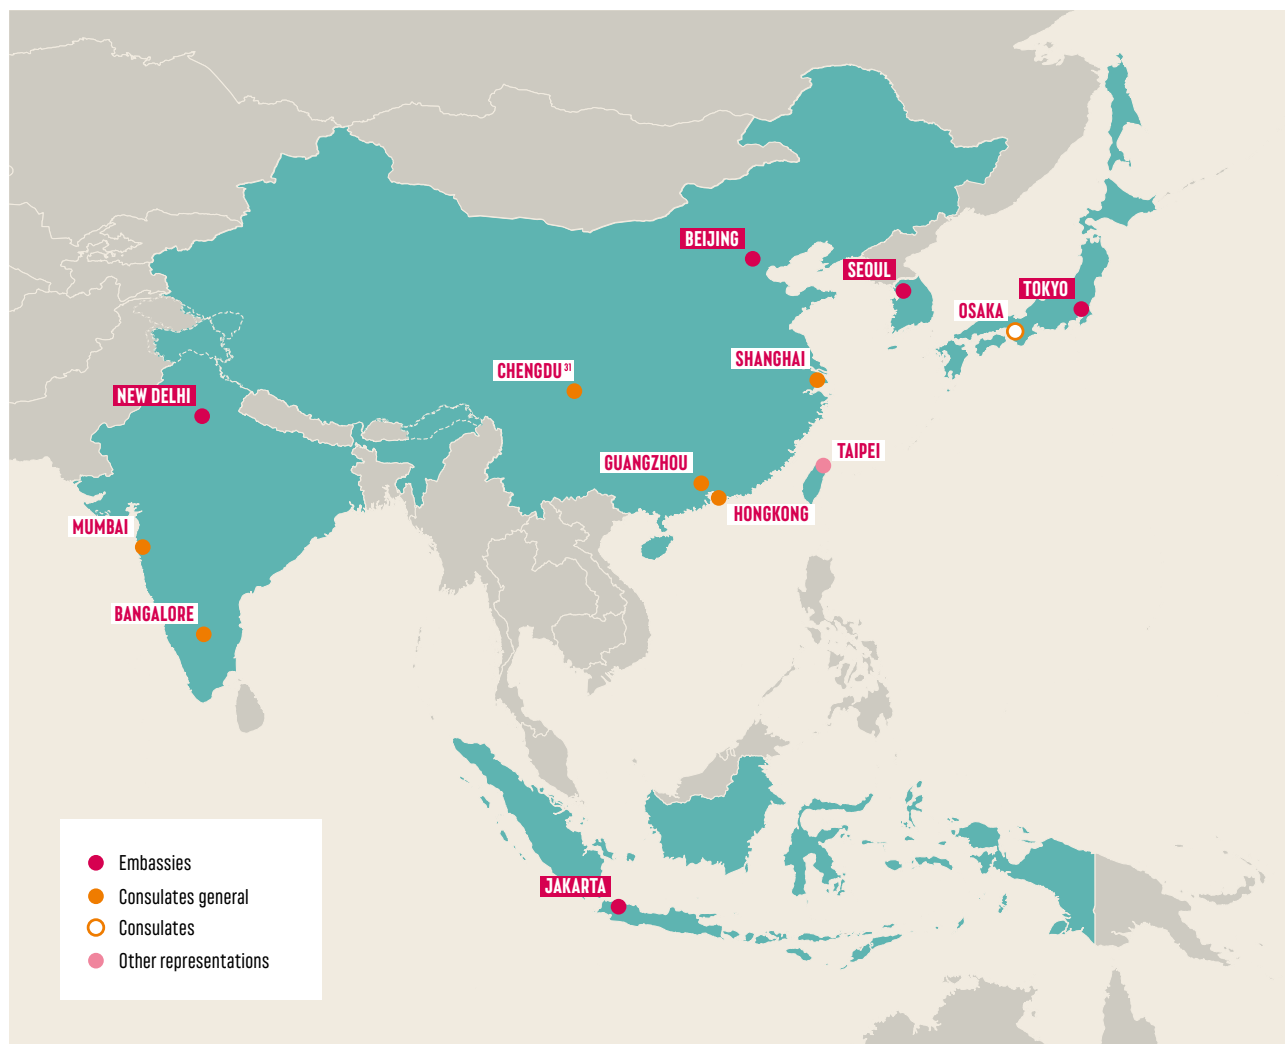 BEIJING
SEOUL
TOKYO
OSAKA
SHANGHAI
CHENGDU 31
NEW DELHI
TAIPEI
GUANGZHOU
HONGKONG
MUMBAI
BANGALORE
JAKARTA
Embassies
Consulates general
Consulates
Other representations